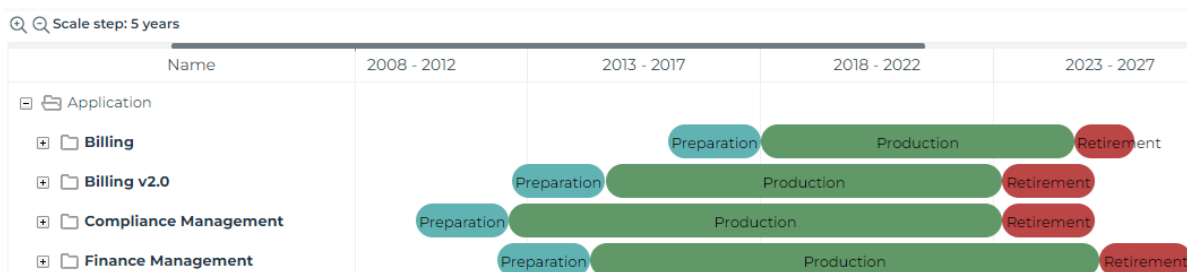 Scale step: 5 years
Name 2008 - 2012 2013 - 2017 2018 - 2022 2023 - 2027
Application
Billing Preparation Production Retirement
Billing v2.0 Preparation Production Retirement
Compliance Management Preparation Production Retirement
Finance Management Preparation Production Retirement